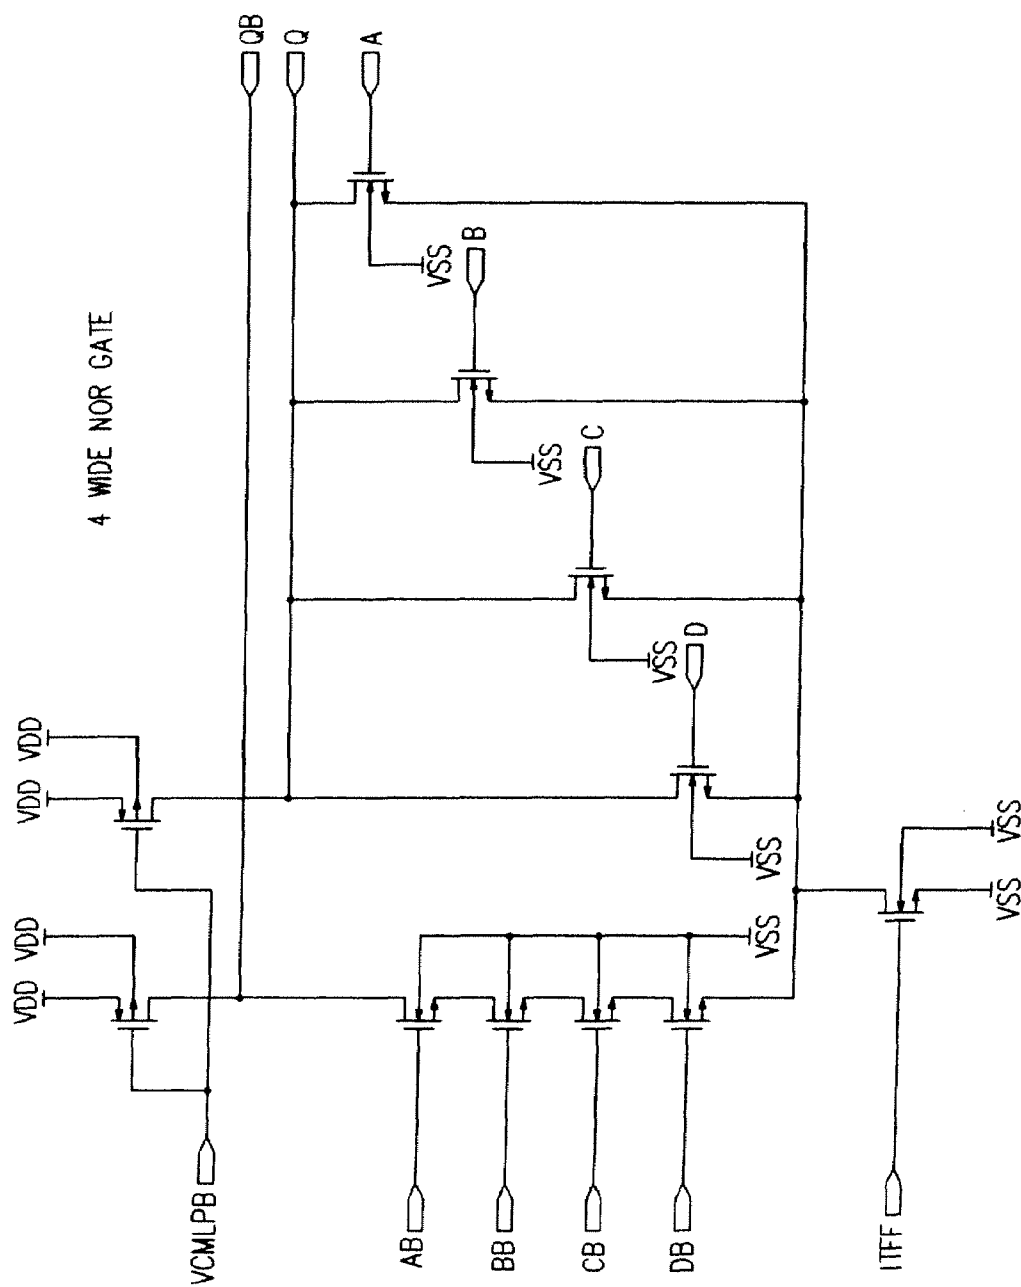 4 WIDE NOR GATE
QB
Q
A
VSS
B
VSS
C
VSS
D
VSS
VDD
VDD
VDD
VDD
VCMLPB
AB
BB
CB
DB
VSS
ITFF
VSS
VSS